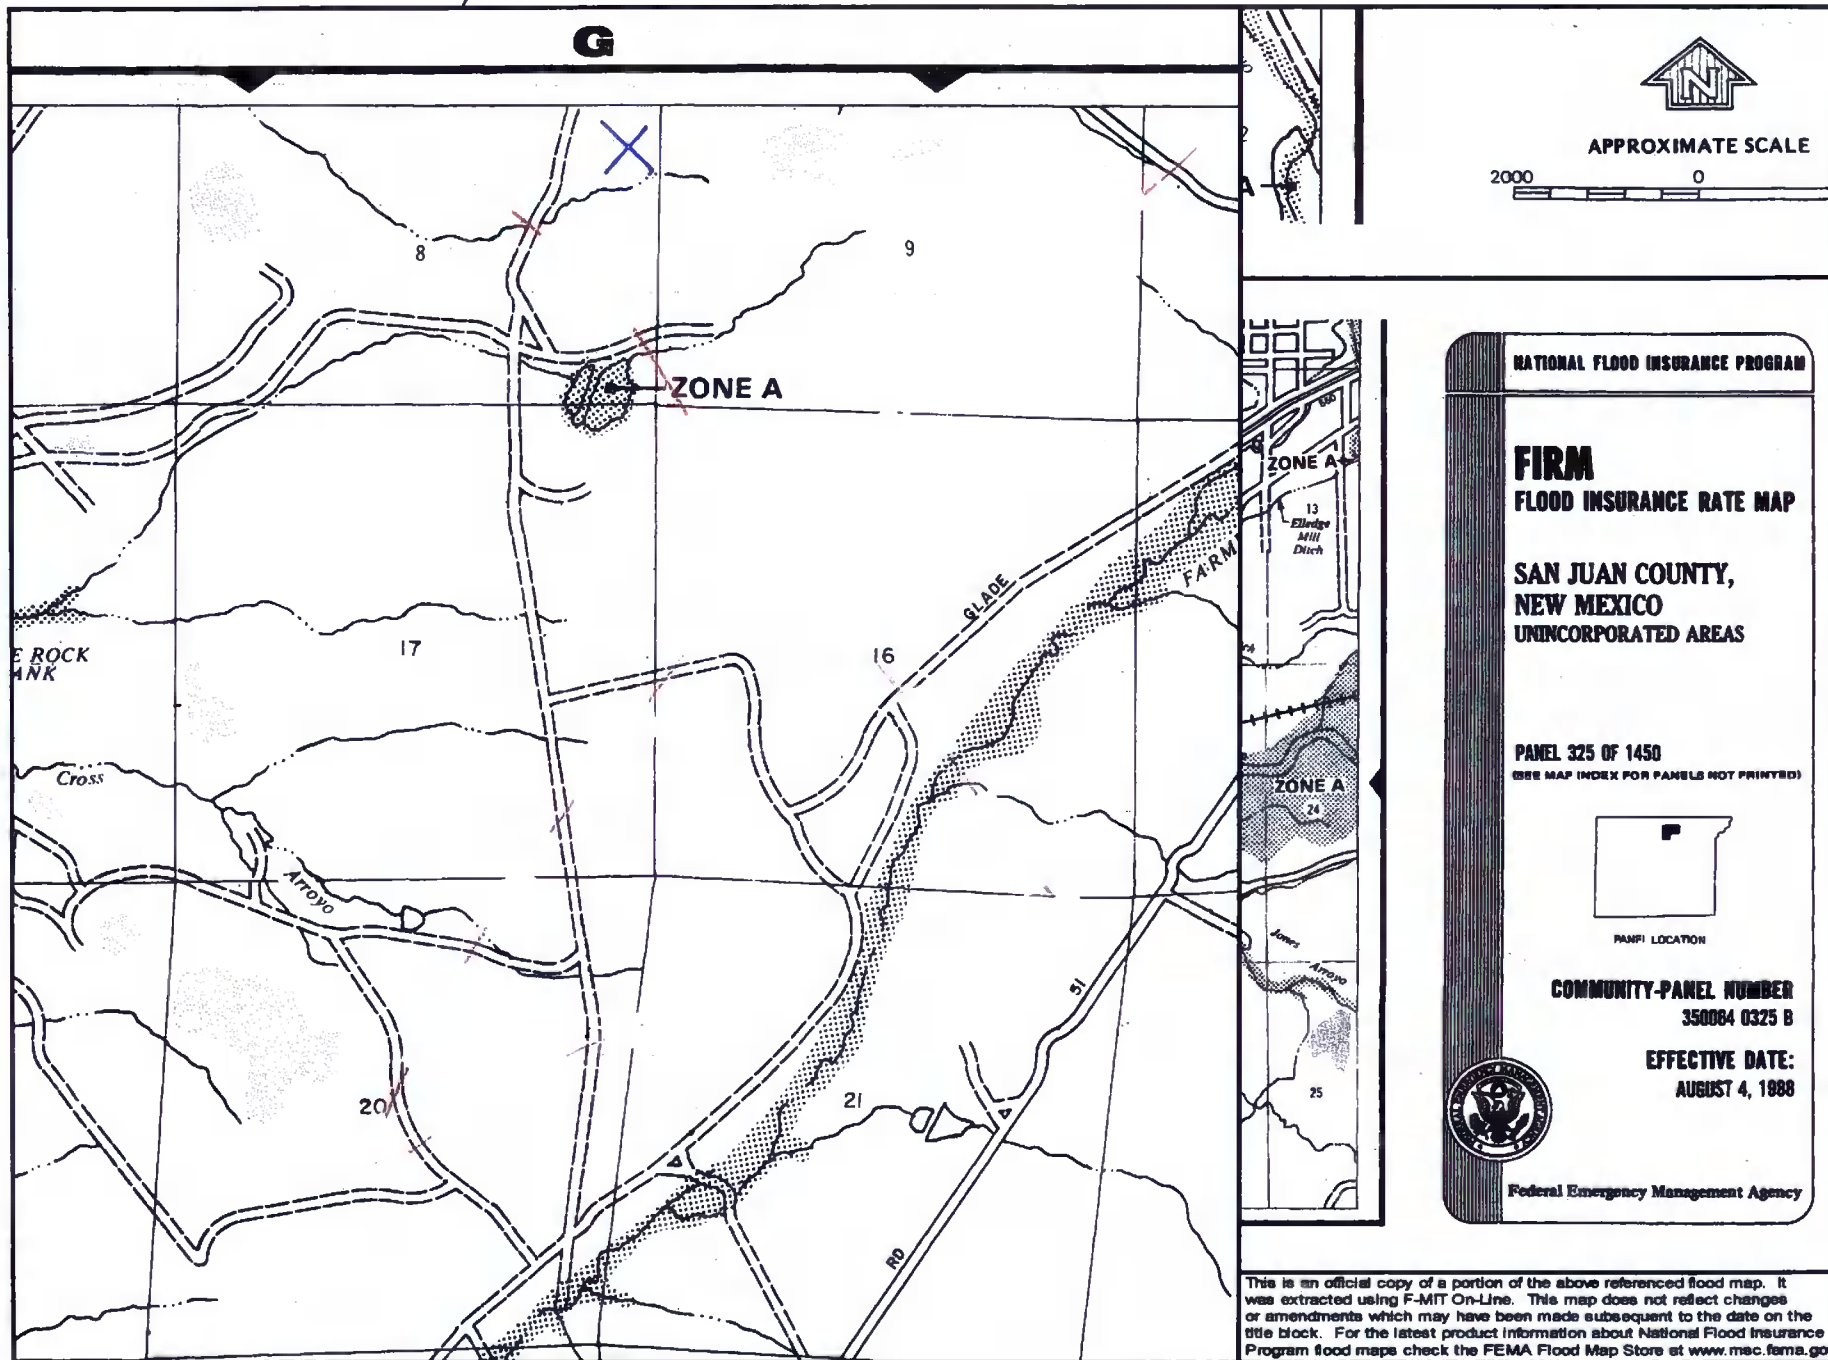 G
8
9
ZONE A
17
16
GLADE
FARM
E ROCK
ANK
Cross
Arroyo
20
21
51
RD
A
ZONE A
13
Elledge
Mill
Ditch
550
ZONE A
24
Jones
Arroyo
25
N
APPROXIMATE SCALE
2000 0
NATIONAL FLOOD INSURANCE PROGRAM
FIRM
FLOOD INSURANCE RATE MAP
SAN JUAN COUNTY,
NEW MEXICO
UNINCORPORATED AREAS
PANEL 325 OF 1450
(SEE MAP INDEX FOR PANELS NOT PRINTED)
PANEL LOCATION
COMMUNITY-PANEL NUMBER
350064 0325 B
EFFECTIVE DATE:
AUGUST 4, 1988
Federal Emergency Management Agency
This is an official copy of a portion of the above referenced flood map. It
was extracted using F-MIT On-Line. This map does not reflect changes
or amendments which may have been made subsequent to the date on the
title block. For the latest product information about National Flood Insurance
Program flood maps check the FEMA Flood Map Store at www.msc.fema.go